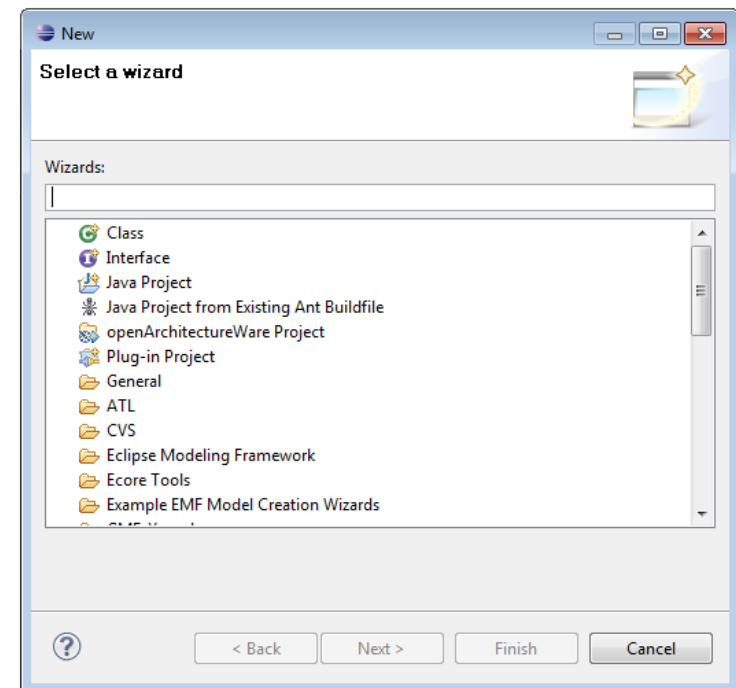 New
Select a wizard
Wizards:
Class
Interface
Java Project
Java Project from Existing Ant Buildfile
openArchitectureWare Project
Plug-in Project
General
ATL
CVS
Eclipse Modeling Framework
Ecore Tools
Example EMF Model Creation Wizards
< Back Next > Finish Cancel